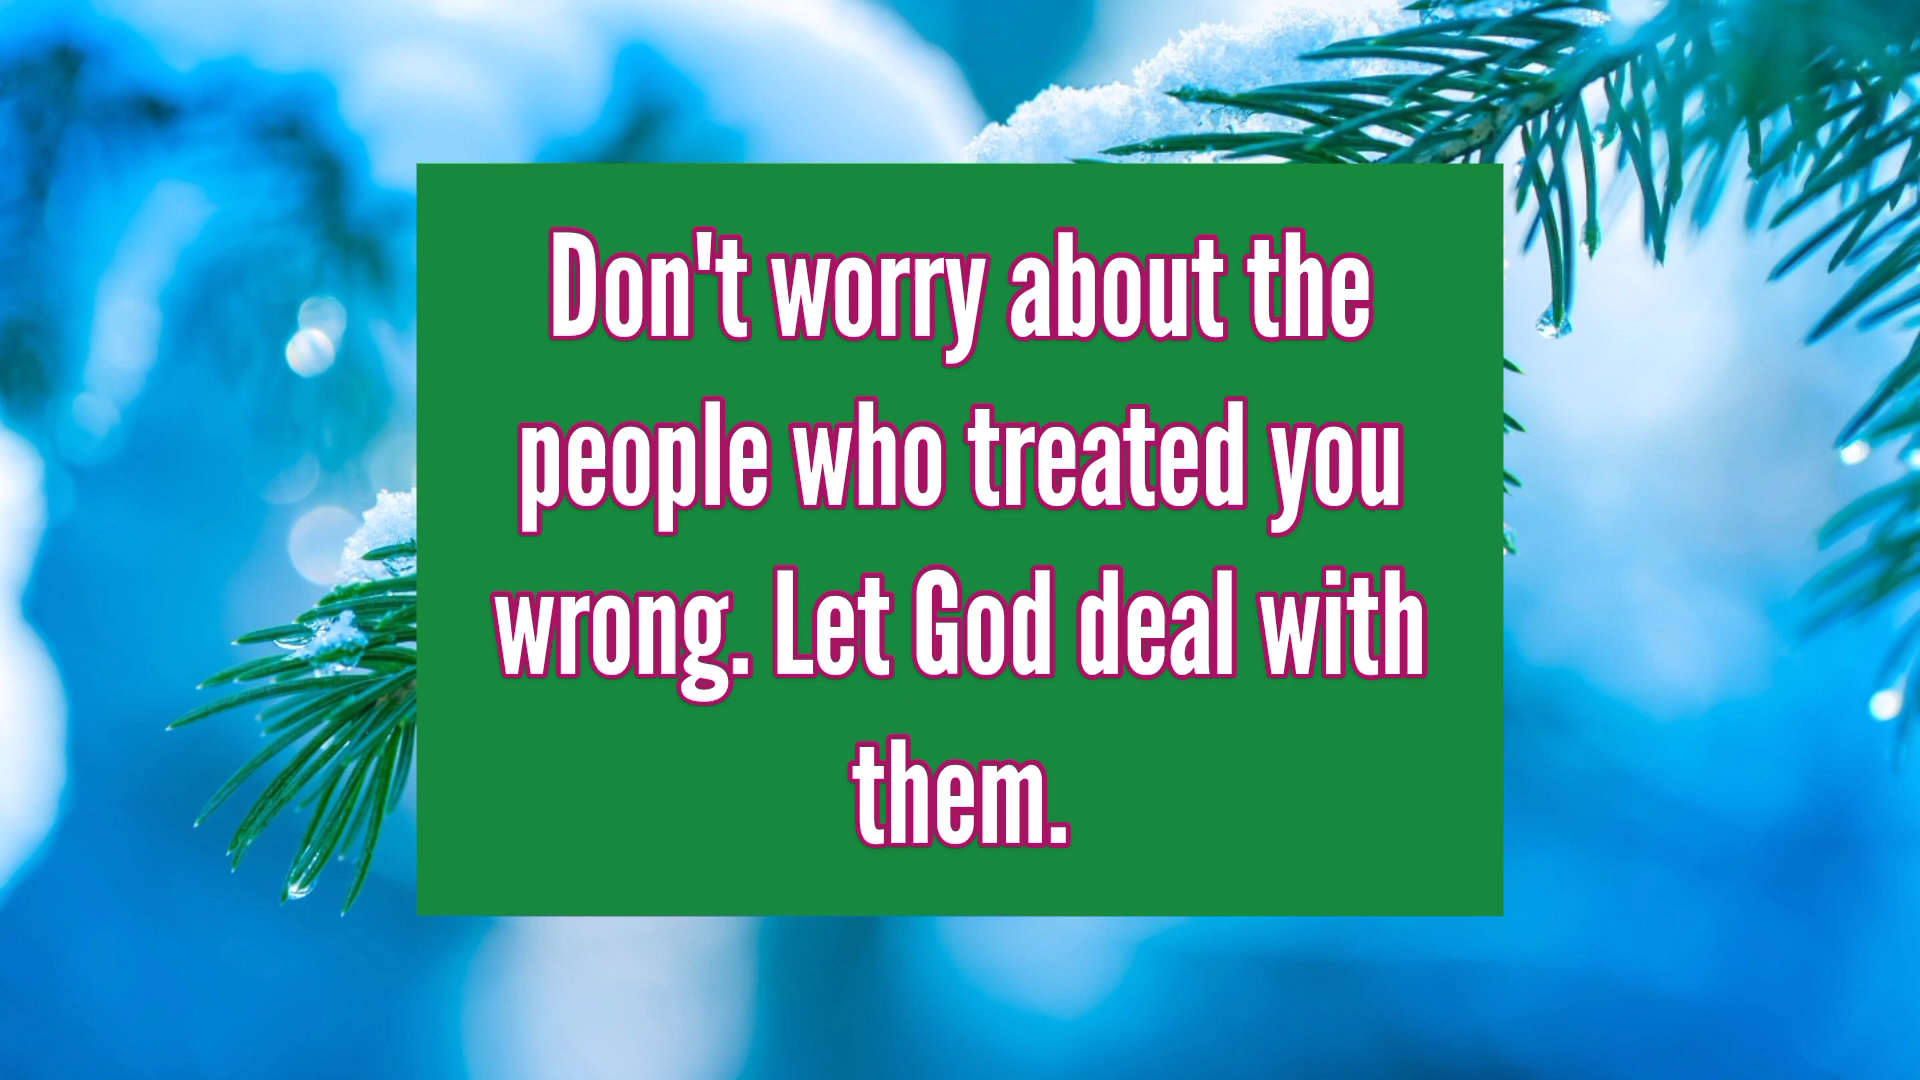 Don't worry about the
people who treated you
wrong. Let God deal with
them.